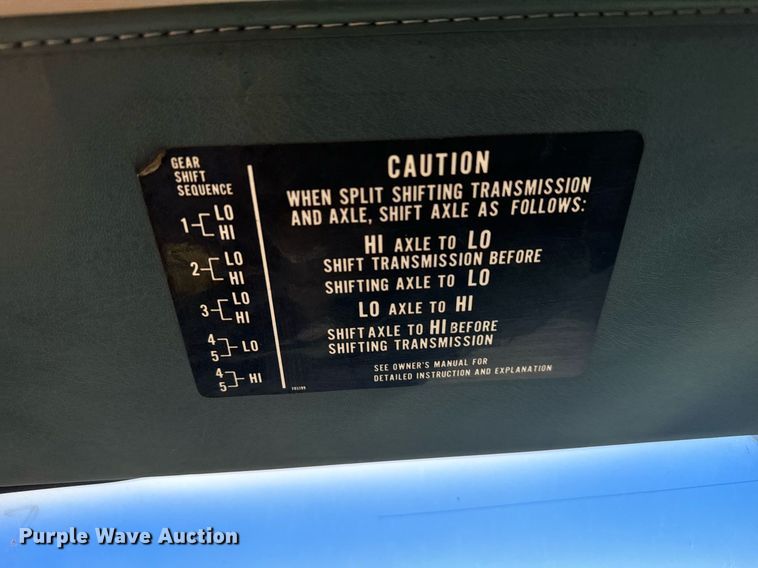 GEAR
SHIFT
SEQUENCE
1 LO
HI
2 LO
HI
3 LO
HI
4
5 LO
4
5 HI
CAUTION
WHEN SPLIT SHIFTING TRANSMISSION
AND AXLE, SHIFT AXLE AS FOLLOWS:
HI AXLE TO LO
SHIFT TRANSMISSION BEFORE
SHIFTING AXLE TO LO
LO AXLE TO HI
SHIFT AXLE TO HI BEFORE
SHIFTING TRANSMISSION
SEE OWNER'S MANUAL FOR
DETAILED INSTRUCTION AND EXPLANATION
Purple Wave Auction